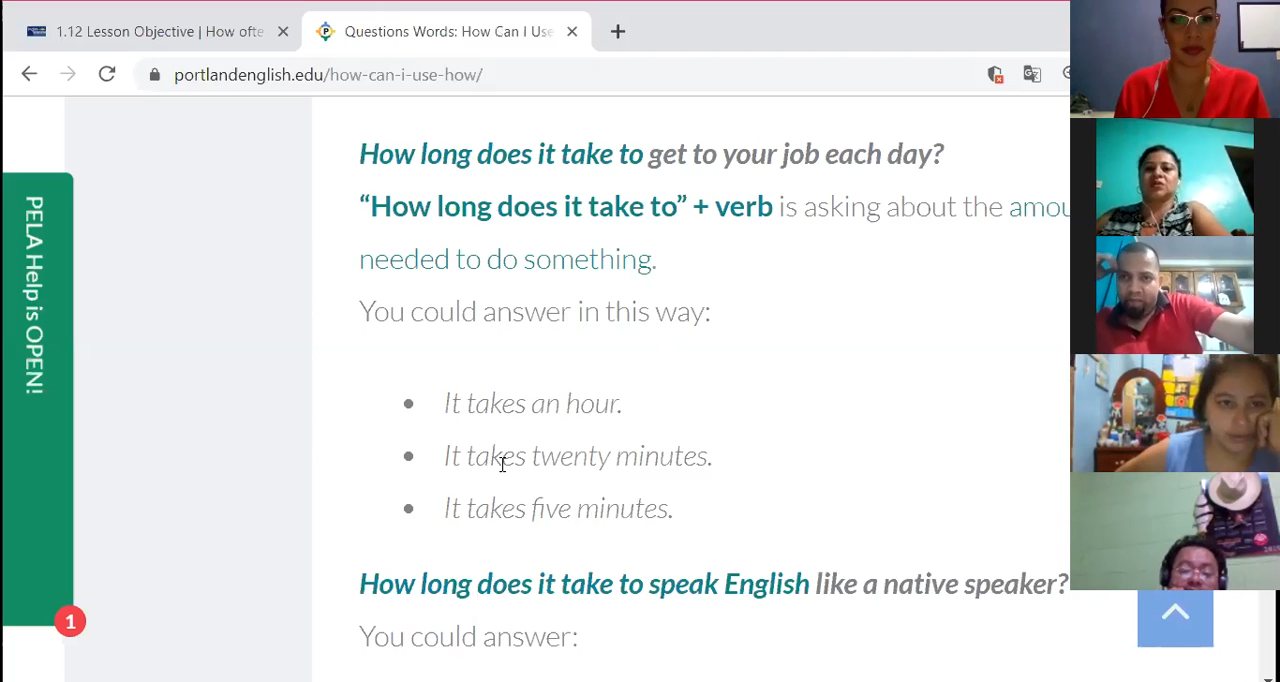 1.12 Lesson Objective | How ofte
Questions Words: How Can I Use
portlandenglish.edu/how-can-i-use-how/
PELA Help is OPEN!
1
How long does it take to get to your job each day?
“How long does it take to” + verb is asking about the
needed to do something.
You could answer in this way:
It takes an hour.
It takes twenty minutes.
It takes five minutes.
How long does it take to speak English like a native speaker?
You could answer: